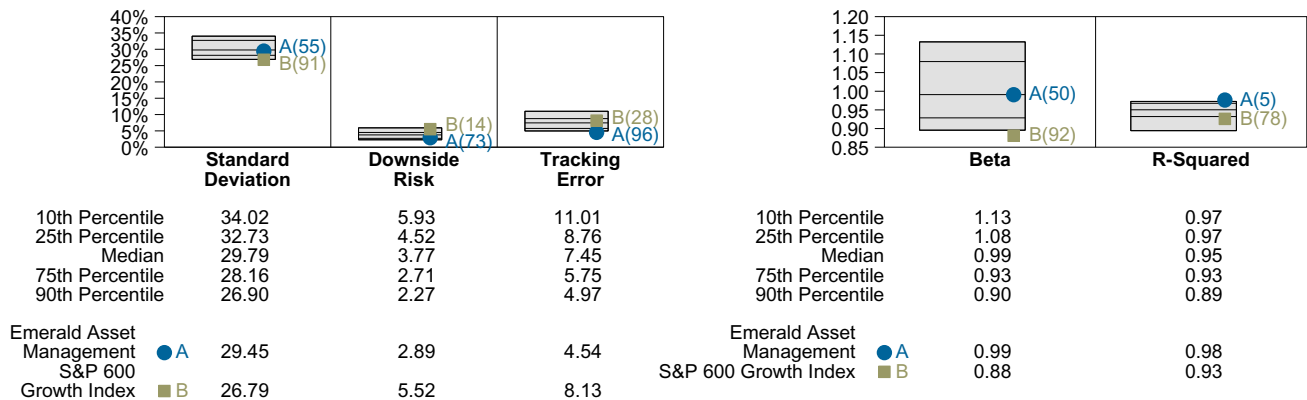 40%
35%
30%
25%
20%
15%
10%
5%
0%
A(55)
B(91)
B(14)
A(73)
B(28)
A(96)
Standard Deviation
Downside Risk
Tracking Error
10th Percentile 34.02 5.93 11.01
25th Percentile 32.73 4.52 8.76
Median 29.79 3.77 7.45
75th Percentile 28.16 2.71 5.75
90th Percentile 26.90 2.27 4.97
Emerald Asset
Management A 29.45 2.89 4.54
S&P 600
Growth Index B 26.79 5.52 8.13
1.20
1.15
1.10
1.05
1.00
0.95
0.90
0.85
A(50)
B(92)
A(5)
B(78)
Beta
R-Squared
10th Percentile 1.13 0.97
25th Percentile 1.08 0.97
Median 0.99 0.95
75th Percentile 0.93 0.93
90th Percentile 0.90 0.89
Emerald Asset
Management A 0.99 0.98
S&P 600 Growth Index B 0.88 0.93